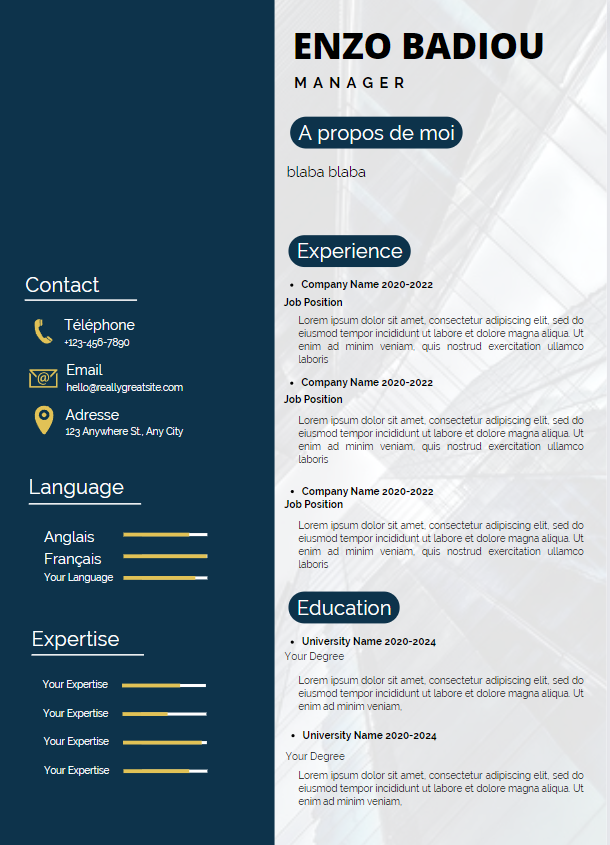 ENZO BADIOU
MANAGER
A propos de moi
blaba blaba
Experience
• Company Name 2020-2022
Job Position
Lorem ipsum dolor sit amet, consectetur adipiscing elit, sed do
eiusmod tempor incididunt ut labore et dolore magna aliqua. Ut
enim ad minim veniam, quis nostrud exercitation ullamco
laboris
• Company Name 2020-2022
Job Position
Lorem ipsum dolor sit amet, consectetur adipiscing elit, sed do
eiusmod tempor incididunt ut labore et dolore magna aliqua. Ut
enim ad minim veniam, quis nostrud exercitation ullamco
laboris
• Company Name 2020-2022
Job Position
Lorem ipsum dolor sit amet, consectetur adipiscing elit, sed do
eiusmod tempor incididunt ut labore et dolore magna aliqua. Ut
enim ad minim veniam, quis nostrud exercitation ullamco
laboris
Education
• University Name 2020-2024
Your Degree
Lorem ipsum dolor sit amet, consectetur adipiscing elit, sed do
eiusmod tempor incididunt ut labore et dolore magna aliqua. Ut
enim ad minim veniam,
• University Name 2020-2024
Your Degree
Lorem ipsum dolor sit amet, consectetur adipiscing elit, sed do
eiusmod tempor incididunt ut labore et dolore magna aliqua. Ut
enim ad minim veniam,
Contact
Téléphone
+123-456-7890
Email
hello@reallygreatsite.com
Adresse
123 Anywhere St., Any City
Language
Anglais
Français
Your Language
Expertise
Your Expertise
Your Expertise
Your Expertise
Your Expertise